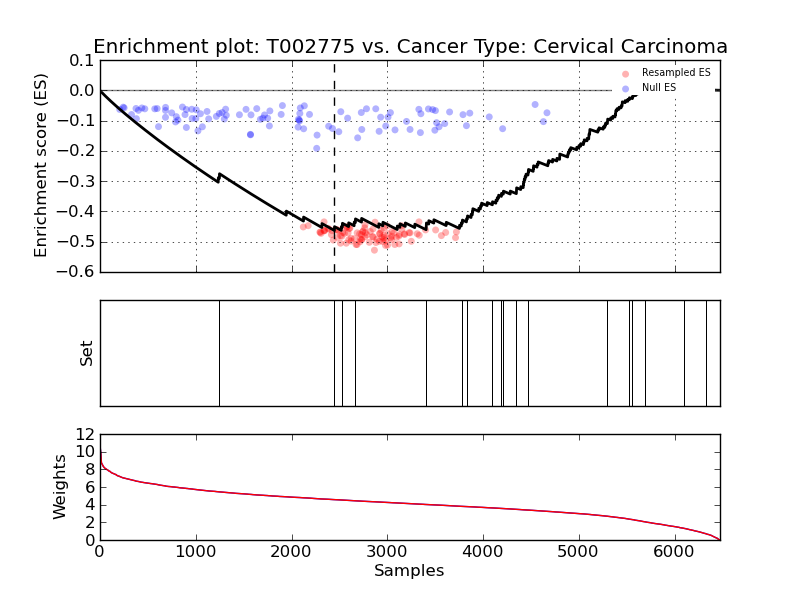 Enrichment plot: T002775 vs. Cancer Type: Cervical Carcinoma
Enrichment score (ES)
0.1
0.0
−0.1
−0.2
−0.3
−0.4
−0.5
−0.6
Resampled ES
Null ES
Set
Weights
12
10
8
6
4
2
0
0 1000 2000 3000 4000 5000 6000
Samples